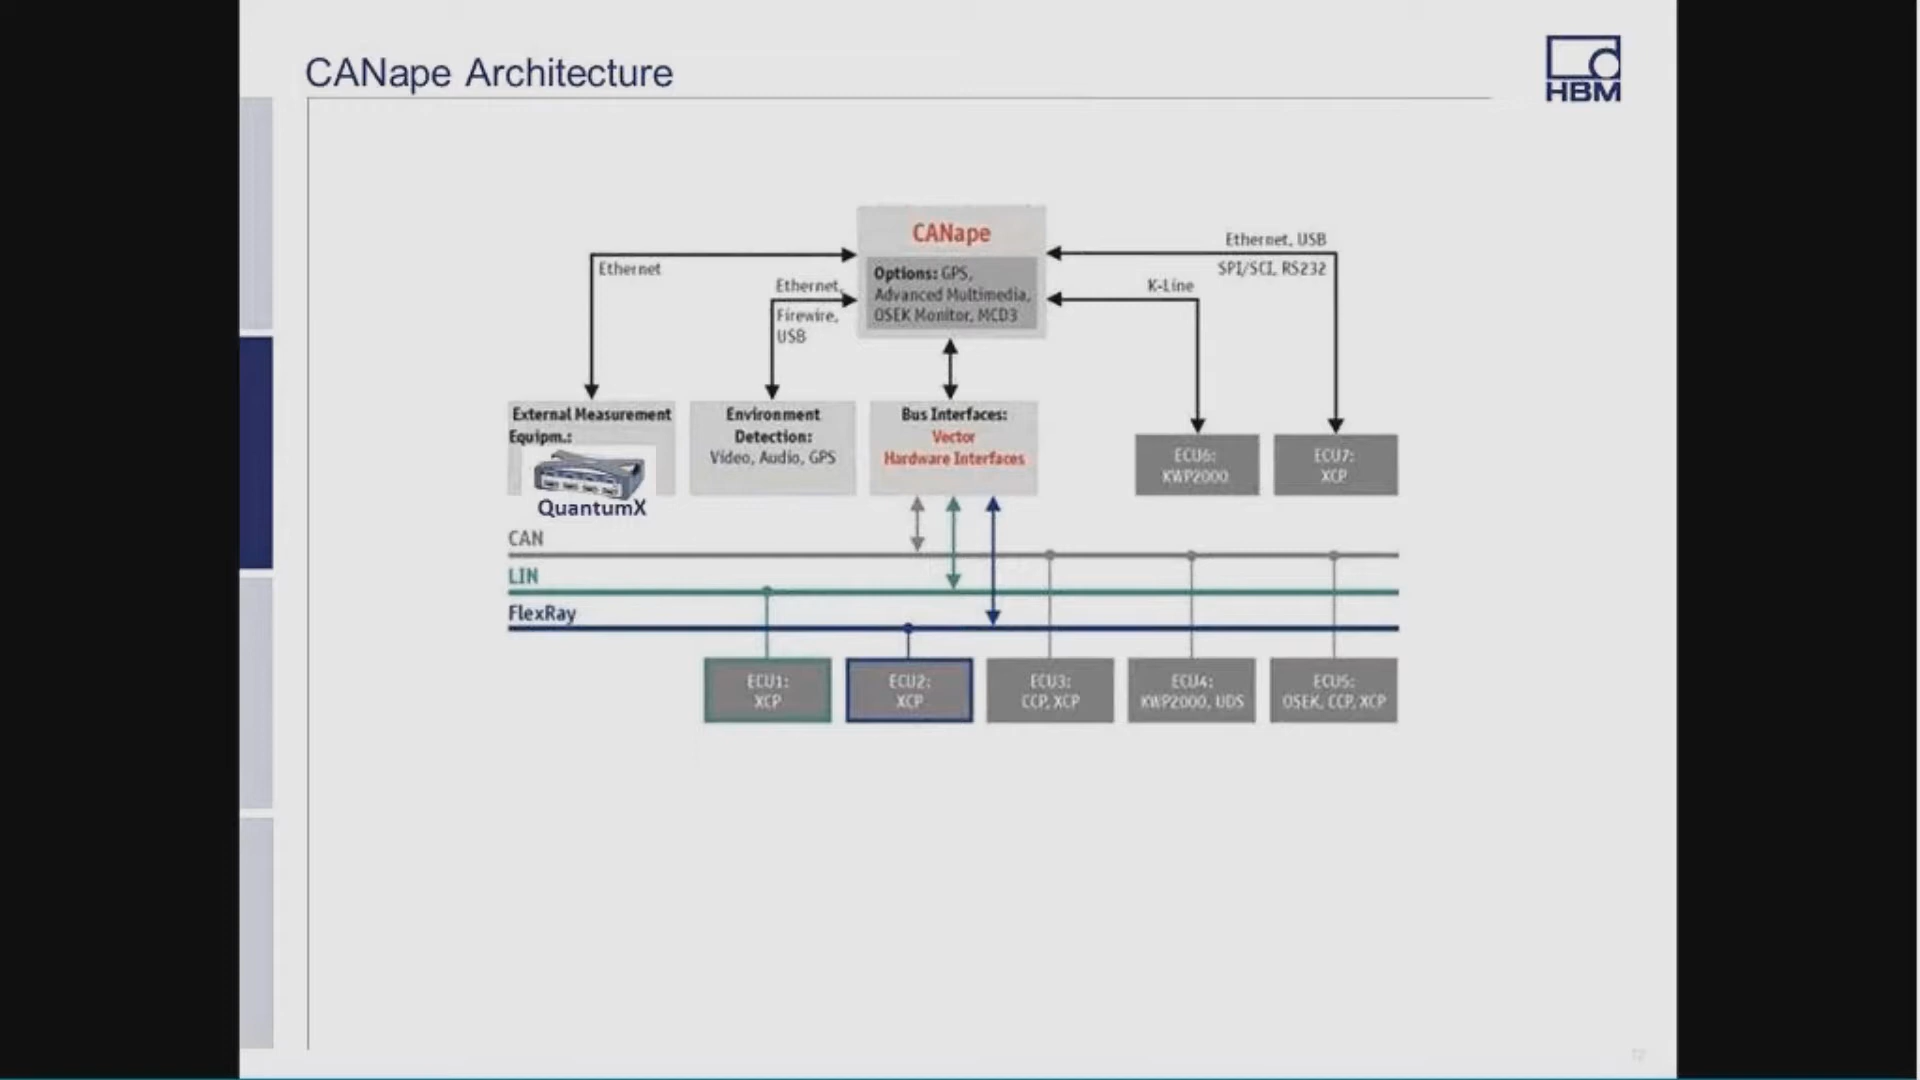 CANape Architecture
HBM
CANape
Options: GPS,
Advanced Multimedia,
OSEK Monitor, MCD3
Ethernet
Ethernet,
Firewire,
USB
K-Line
Ethernet, USB
SPI/SCI, RS232
External Measurement
Equipm.:
QuantumX
Environment
Detection:
Video, Audio, GPS
Bus Interfaces:
Vector
Hardware Interfaces
ECU6:
KWP2000
ECU7:
XCP
CAN
LIN
FlexRay
ECU1:
XCP
ECU2:
XCP
ECU3:
CCP, XCP
ECU4:
KWP2000, UDS
ECU5:
OSEK, CCP, XCP